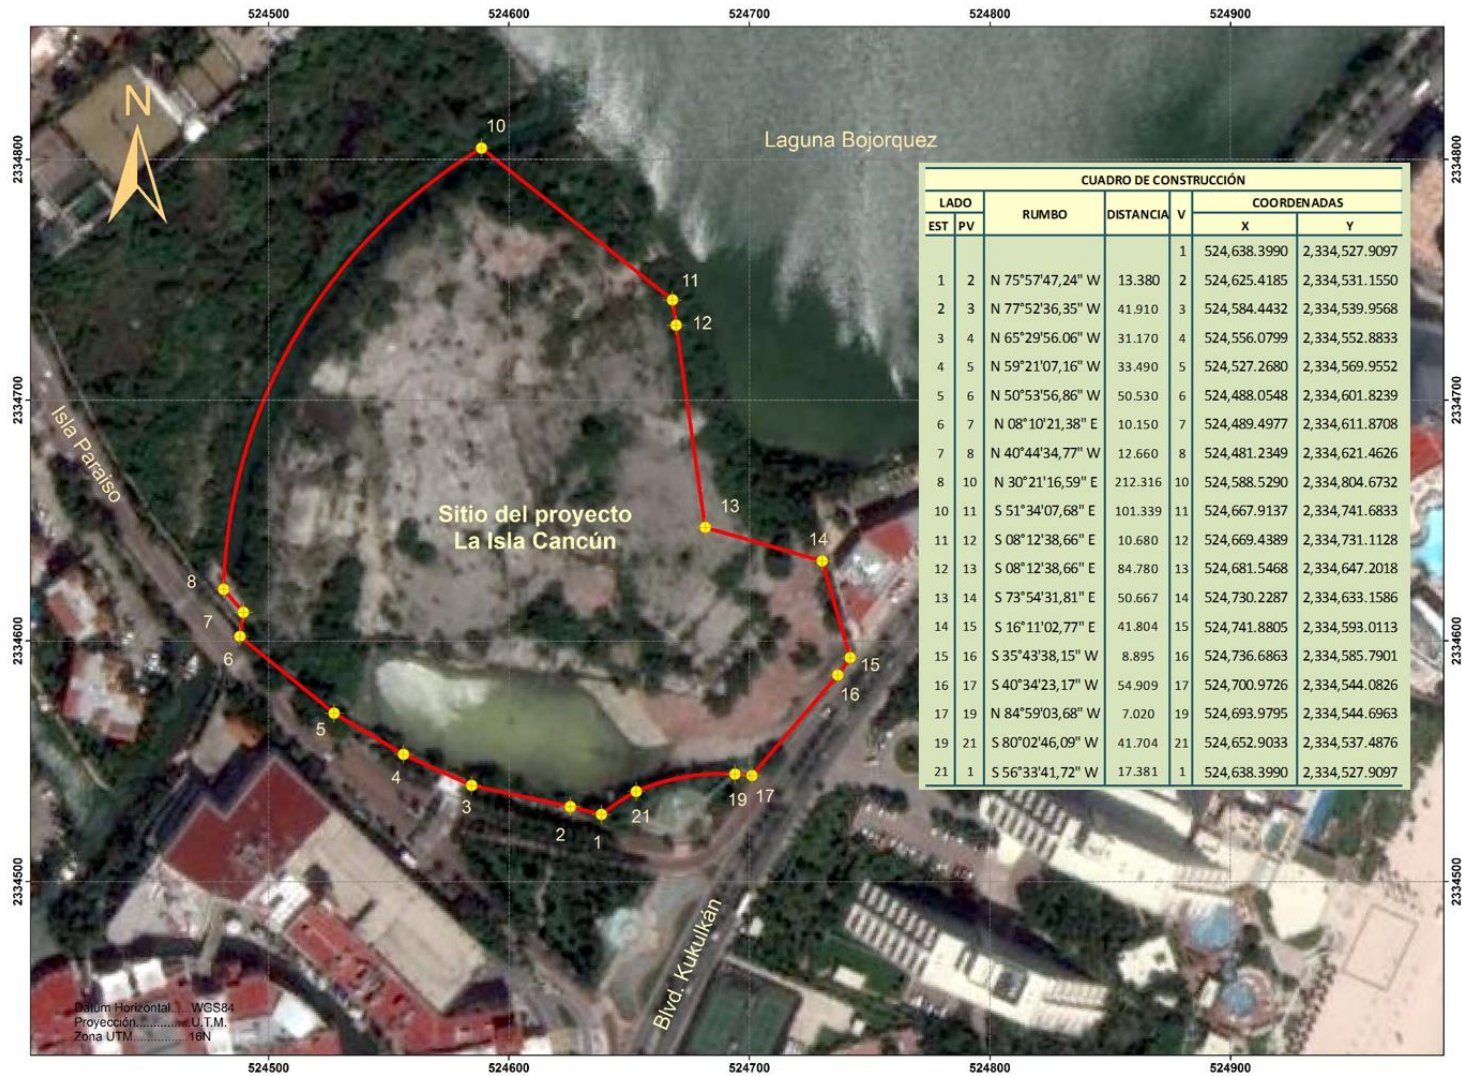 524500 524600 524700 524800 524900
N
10
Laguna Bojorquez
2334800
2334800
CUADRO DE CONSTRUCCIÓN
LADO RUMBO DISTANCIA V COORDENADAS
EST PV X Y
1 524,638.3990 2,334,527.9097
1 2 N 75°57'47,24" W 13.380 2 524,625.4185 2,334,531.1550
2 3 N 77°52'36,35" W 41.910 3 524,584.4432 2,334,539.9568
3 4 N 65°29'56.06" W 31.170 4 524,556.0799 2,334,552.8833
4 5 N 59°21'07,16" W 33.490 5 524,527.2680 2,334,569.9552
5 6 N 50°53'56,86" W 50.530 6 524,488.0548 2,334,601.8239
6 7 N 08°10'21,38" E 10.150 7 524,489.4977 2,334,611.8708
7 8 N 40°44'34,77" W 12.660 8 524,481.2349 2,334,621.4626
8 10 N 30°21'16,59" E 212.316 10 524,588.5290 2,334,804.6732
10 11 S 51°34'07,68" E 101.339 11 524,667.9137 2,334,741.6833
11 12 S 08°12'38,66" E 10.680 12 524,669.4389 2,334,731.1128
12 13 S 08°12'38,66" E 84.780 13 524,681.5468 2,334,647.2018
13 14 S 73°54'31,81" E 50.667 14 524,730.2287 2,334,633.1586
14 15 S 16°11'02,77" E 41.804 15 524,741.8805 2,334,593.0113
15 16 S 35°43'38,15" W 8.895 16 524,736.6863 2,334,585.7901
16 17 S 40°34'23,17" W 54.909 17 524,700.9726 2,334,544.0826
17 19 N 84°59'03,68" W 7.020 19 524,693.9795 2,334,544.6963
19 21 S 80°02'46,09" W 41.704 21 524,652.9033 2,334,537.4876
21 1 S 56°33'41,72" W 17.381 1 524,638.3990 2,334,527.9097
11
12
2334700
2334700
Isla Paraiso
13
Sitio del proyecto
La Isla Cancún
14
8
7
6
2334600
2334600
15
16
5
4
3
2
1
21
19
17
2334500
2334500
Blvd. Kukulkán
Datum Horizontal.... WGS84
Proyección.............. U.T.M.
Zona UTM............... 16N
524500 524600 524700 524800 524900